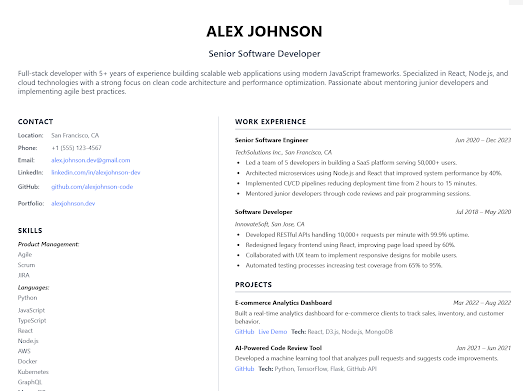 ALEX JOHNSON
Senior Software Developer
Full-stack developer with 5+ years of experience building scalable web applications using modern JavaScript frameworks. Specialized in React, Node.js, and
cloud technologies with a strong focus on clean code architecture and performance optimization. Passionate about mentoring junior developers and
implementing agile best practices.
CONTACT
Location: San Francisco, CA
Phone: +1 (555) 123-4567
Email: alex.johnson.dev@gmail.com
LinkedIn: linkedin.com/in/alexjohnson-dev
GitHub: github.com/alexjohnson-code
Portfolio: alexjohnson.dev
SKILLS
Product Management:
Agile
Scrum
JIRA
Languages:
Python
JavaScript
TypeScript
React
Node.js
AWS
Docker
Kubernetes
GraphQL
WORK EXPERIENCE
Senior Software Engineer Jun 2020 – Dec 2023
TechSolutions Inc., San Francisco, CA
• Led a team of 5 developers in building a SaaS platform serving 50,000+ users.
• Architected microservices using Node.js and React that improved system performance by 40%.
• Implemented CI/CD pipelines reducing deployment time from 2 hours to 15 minutes.
• Mentored junior developers through code reviews and pair programming sessions.
Software Developer Jul 2018 – May 2020
InnovateSoft, San Jose, CA
• Developed RESTful APIs handling 10,000+ requests per minute with 99.9% uptime.
• Redesigned legacy frontend using React, improving page load speed by 60%.
• Collaborated with UX team to implement responsive designs for mobile users.
• Automated testing processes increasing test coverage from 65% to 95%.
PROJECTS
E-commerce Analytics Dashboard Mar 2022 – Aug 2022
Built a real-time analytics dashboard for e-commerce clients to track sales, inventory, and customer
behavior.
GitHub Live Demo Tech: React, D3.js, Node.js, MongoDB
AI-Powered Code Review Tool Jan 2021 – Jun 2021
Developed a machine learning tool that analyzes pull requests and suggests code improvements.
GitHub Tech: Python, TensorFlow, Flask, GitHub API